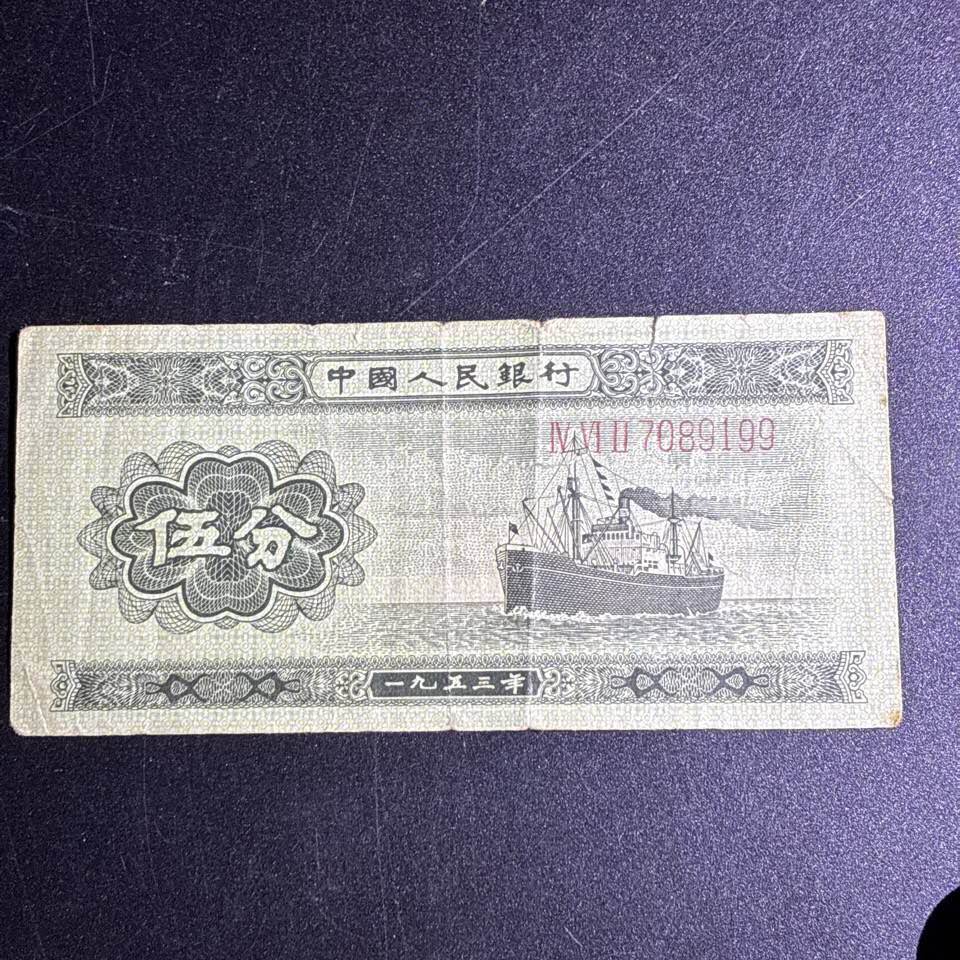 中國人民銀行
Ⅳ Ⅵ Ⅱ 7089199
伍分
一九五三年